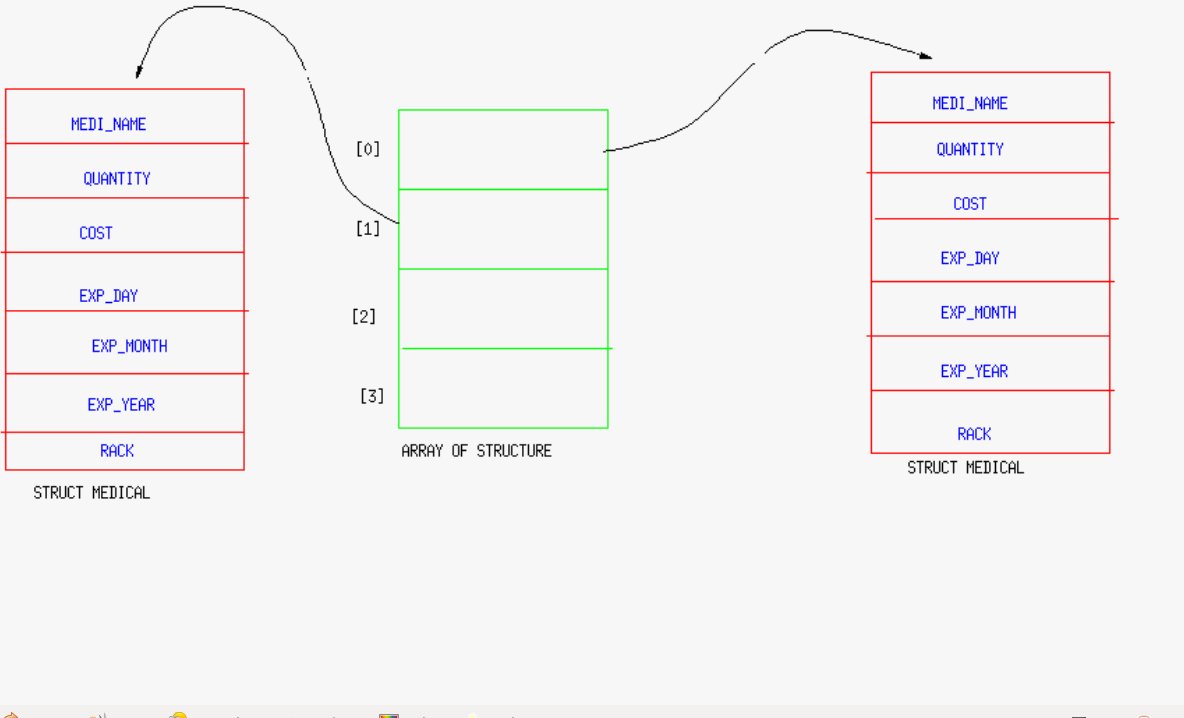 MEDI_NAME
QUANTITY
COST
EXP_DAY
EXP_MONTH
EXP_YEAR
RACK
STRUCT MEDICAL
[0]
[1]
[2]
[3]
ARRAY OF STRUCTURE
MEDI_NAME
QUANTITY
COST
EXP_DAY
EXP_MONTH
EXP_YEAR
RACK
STRUCT MEDICAL